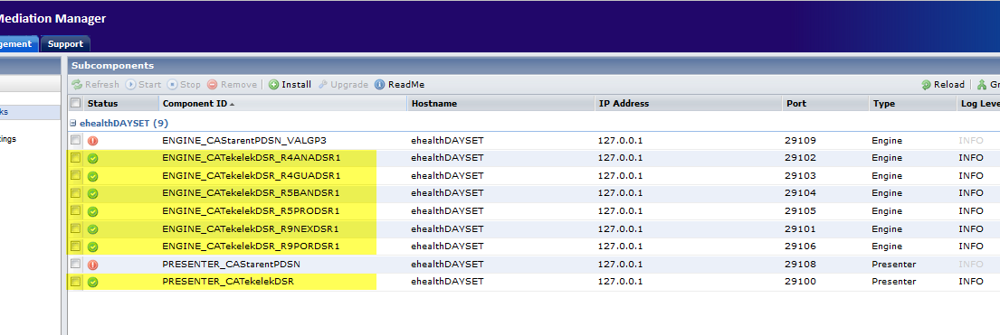 Mediation Manager
gement Support
Subcomponents
Refresh Start Stop Remove Install Upgrade ReadMe Reload Gr
Status Component ID Hostname IP Address Port Type Log Leve
ks
ehealthDAYSET (9)
tings
ENGINE_CAStarentPDSN_VALGP3 ehealthDAYSET 127.0.0.1 29109 Engine INFO
ENGINE_CATekelekDSR_R4ANADSR1 ehealthDAYSET 127.0.0.1 29102 Engine INFO
ENGINE_CATekelekDSR_R4GUADSR1 ehealthDAYSET 127.0.0.1 29103 Engine INFO
ENGINE_CATekelekDSR_R5BANDSR1 ehealthDAYSET 127.0.0.1 29104 Engine INFO
ENGINE_CATekelekDSR_R5PRODSR1 ehealthDAYSET 127.0.0.1 29105 Engine INFO
ENGINE_CATekelekDSR_R9NEXDSR1 ehealthDAYSET 127.0.0.1 29101 Engine INFO
ENGINE_CATekelekDSR_R9PORDSR1 ehealthDAYSET 127.0.0.1 29106 Engine INFO
PRESENTER_CAStarentPDSN ehealthDAYSET 127.0.0.1 29108 Presenter INFO
PRESENTER_CATekelekDSR ehealthDAYSET 127.0.0.1 29100 Presenter INFO